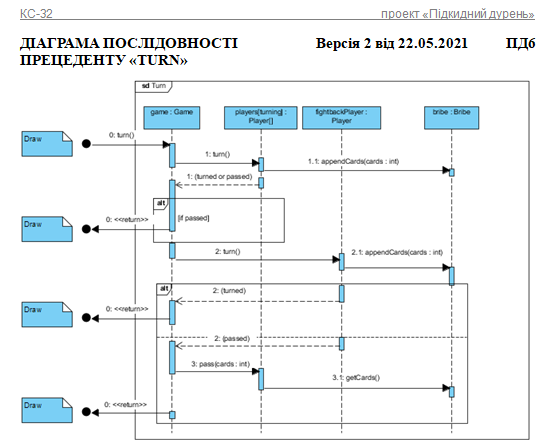 КС-32 проект «Підкидний дурень»
ДІАГРАМА ПОСЛІДОВНОСТІ Версія 2 від 22.05.2021 ПД6
ПРЕЦЕДЕНТУ «TURN»
sd Turn
game : Game players[turning] : Player[] fightbackPlayer : Player bribe : Bribe
Draw
0: turn()
1: turn()
1.1: appendCards(cards : int)
1: (turned or passed)
alt
[if passed]
Draw
0: <<return>>
2: turn()
2.1: appendCards(cards : int)
alt
2: (turned)
Draw
0: <<return>>
2: (passed)
3: pass(cards : int)
3.1: getCards()
Draw
0: <<return>>